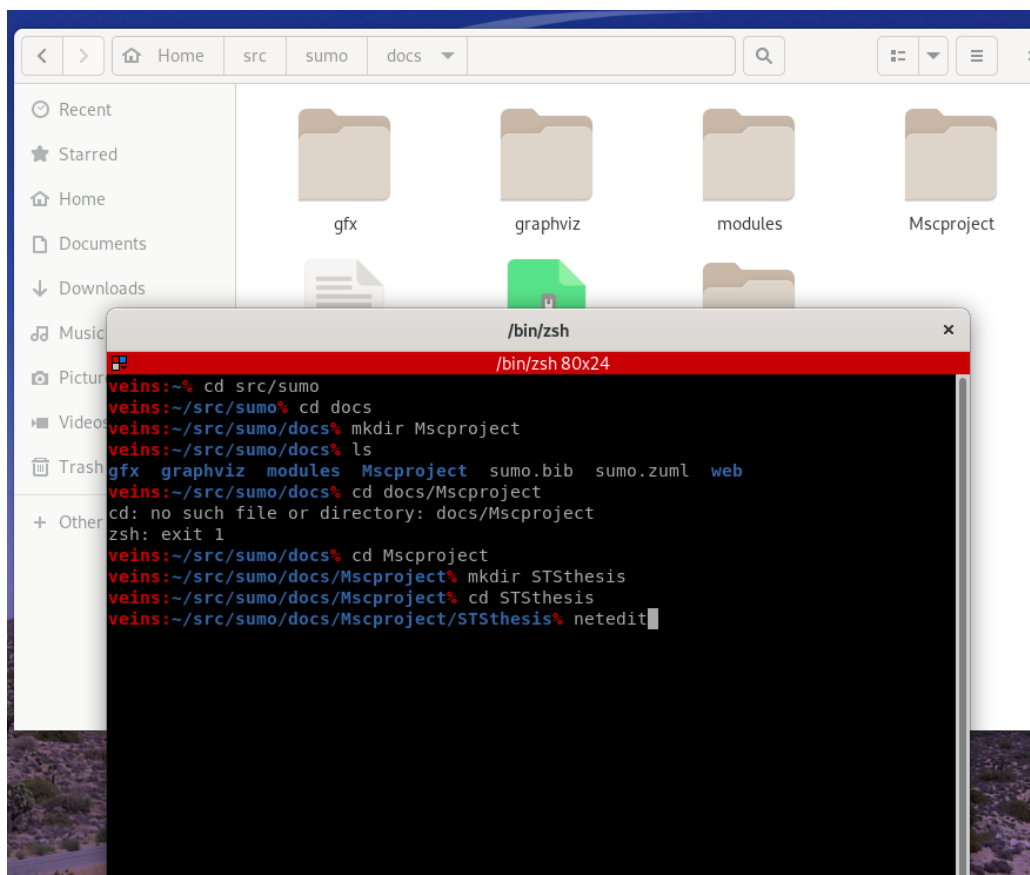 Home src sumo docs
Recent
Starred
Home
Documents
Downloads
Music
Pictur
Videos
Trash
+ Other
gfx graphviz modules Mscproject
/bin/zsh
/bin/zsh 80x24
veins:~% cd src/sumo
veins:~/src/sumo% cd docs
veins:~/src/sumo/docs% mkdir Mscproject
veins:~/src/sumo/docs% ls
gfx graphviz modules Mscproject sumo.bib sumo.zuml web
veins:~/src/sumo/docs% cd docs/Mscproject
cd: no such file or directory: docs/Mscproject
zsh: exit 1
veins:~/src/sumo/docs% cd Mscproject
veins:~/src/sumo/docs/Mscproject% mkdir STSthesis
veins:~/src/sumo/docs/Mscproject% cd STSthesis
veins:~/src/sumo/docs/Mscproject/STSthesis% netedit